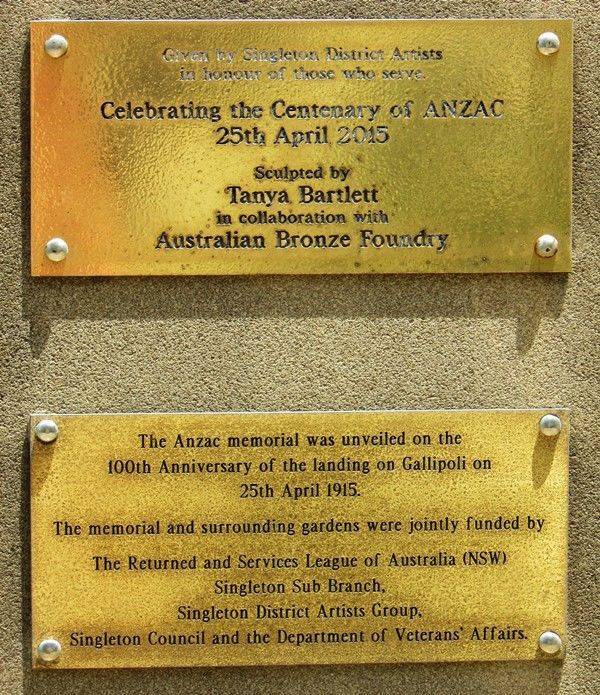 Given by Singleton District Artists
in honour of those who serve.
Celebrating the Centenary of ANZAC
25th April 2015
Sculpted by
Tanya Bartlett
in collaboration with
Australian Bronze Foundry
The Anzac memorial was unveiled on the
100th Anniversary of the landing on Gallipoli on
25th April 1915.
The memorial and surrounding gardens were jointly funded by
The Returned and Services League of Australia (NSW)
Singleton Sub Branch,
Singleton District Artists Group,
Singleton Council and the Department of Veterans' Affairs.